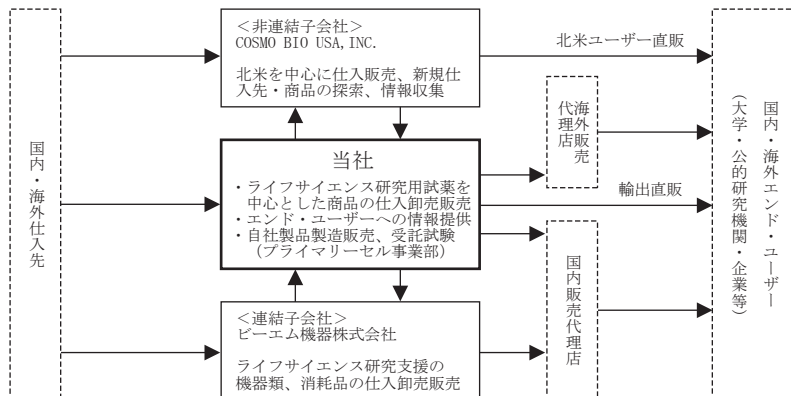 国内・海外仕入先
＜非連結子会社＞
COSMO BIO USA,INC.
北米を中心に仕入販売、新規仕
入先・商品の探索、情報収集
当社
・ライフサイエンス研究用試薬を
中心とした商品の仕入卸売販売
・エンド・ユーザーへの情報提供
・自社製品製造販売、受託試験
（プライマリーセル事業部）
＜連結子会社＞
ビーエム機器株式会社
ライフサイエンス研究支援の
機器類、消耗品の仕入卸売販売
北米ユーザー直販
海外販売
代理店
輸出直販
国内販売代理店
国内・海外エンド・ユーザー
（大学・公的研究機関・企業等）